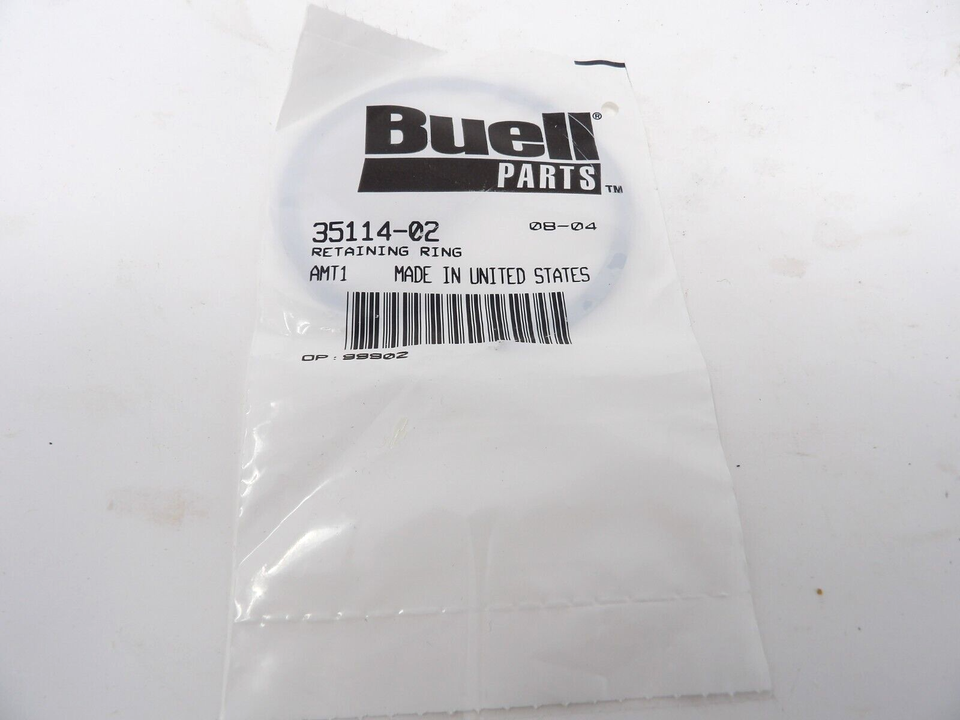 Buell®
PARTS™
35114-02 08-04
RETAINING RING
AMT1 MADE IN UNITED STATES
OP:99902